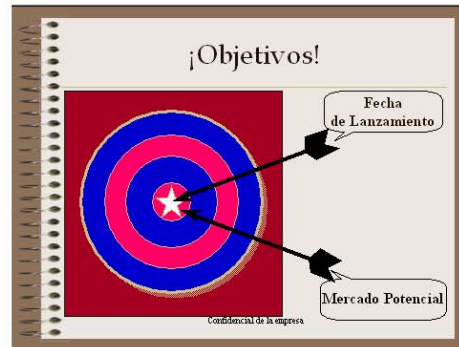 ¡Objetivos!
Fecha
de Lanzamiento
Mercado Potencial
Confidencial de la empresa